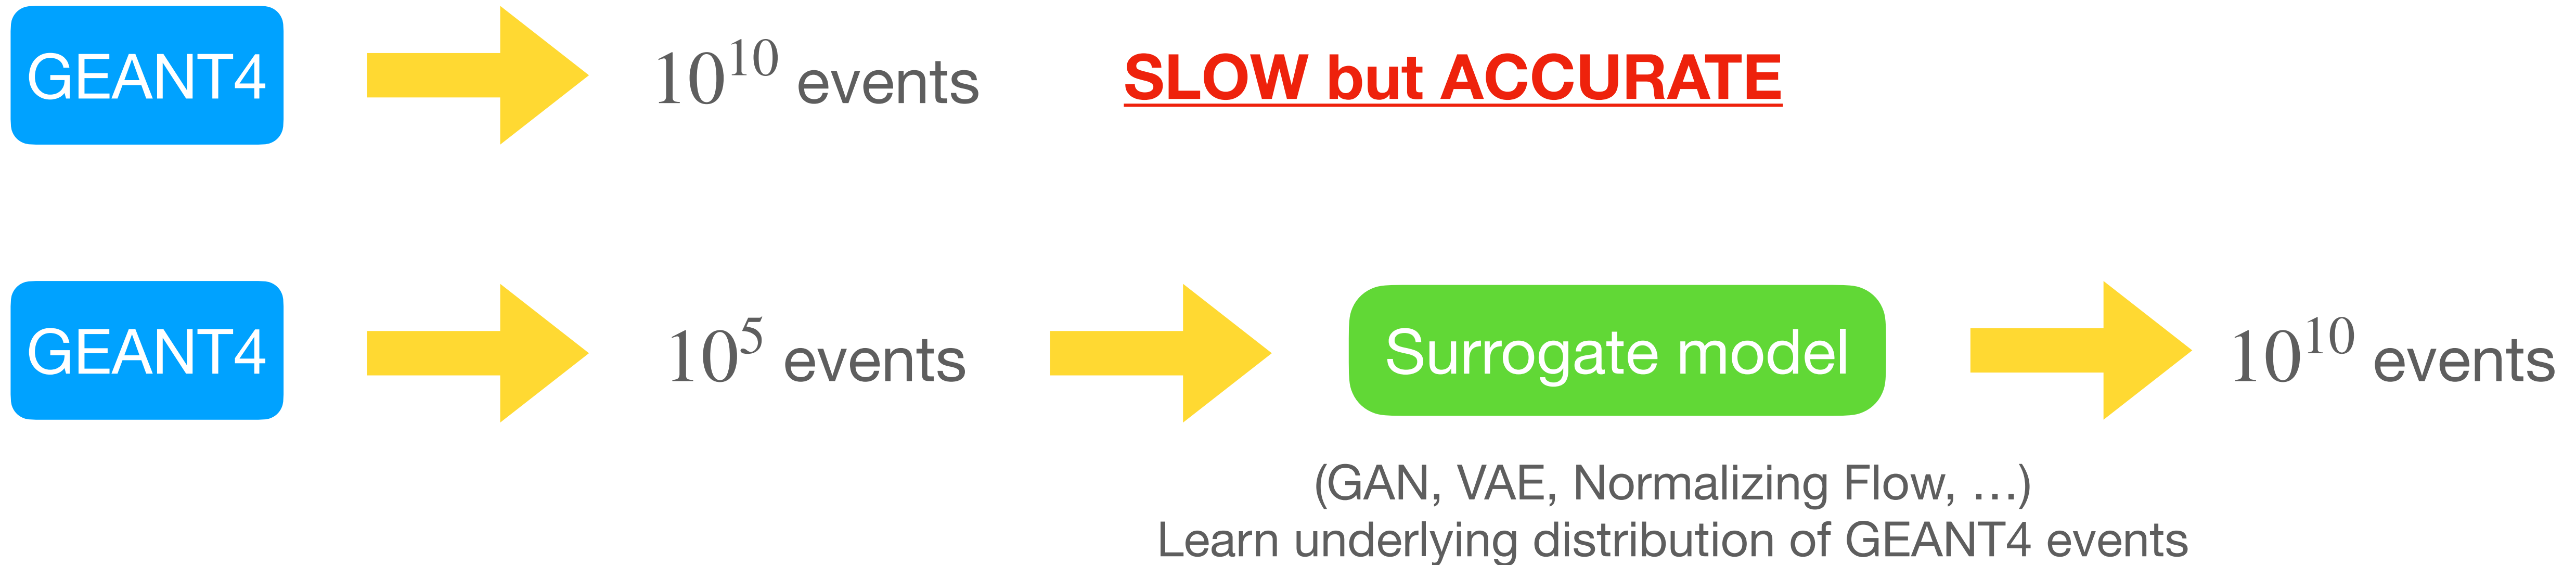 GEANT4 10^10 events SLOW but ACCURATE
GEANT4 10^5 events Surrogate model 10^10 events
(GAN, VAE, Normalizing Flow, …)
Learn underlying distribution of GEANT4 events